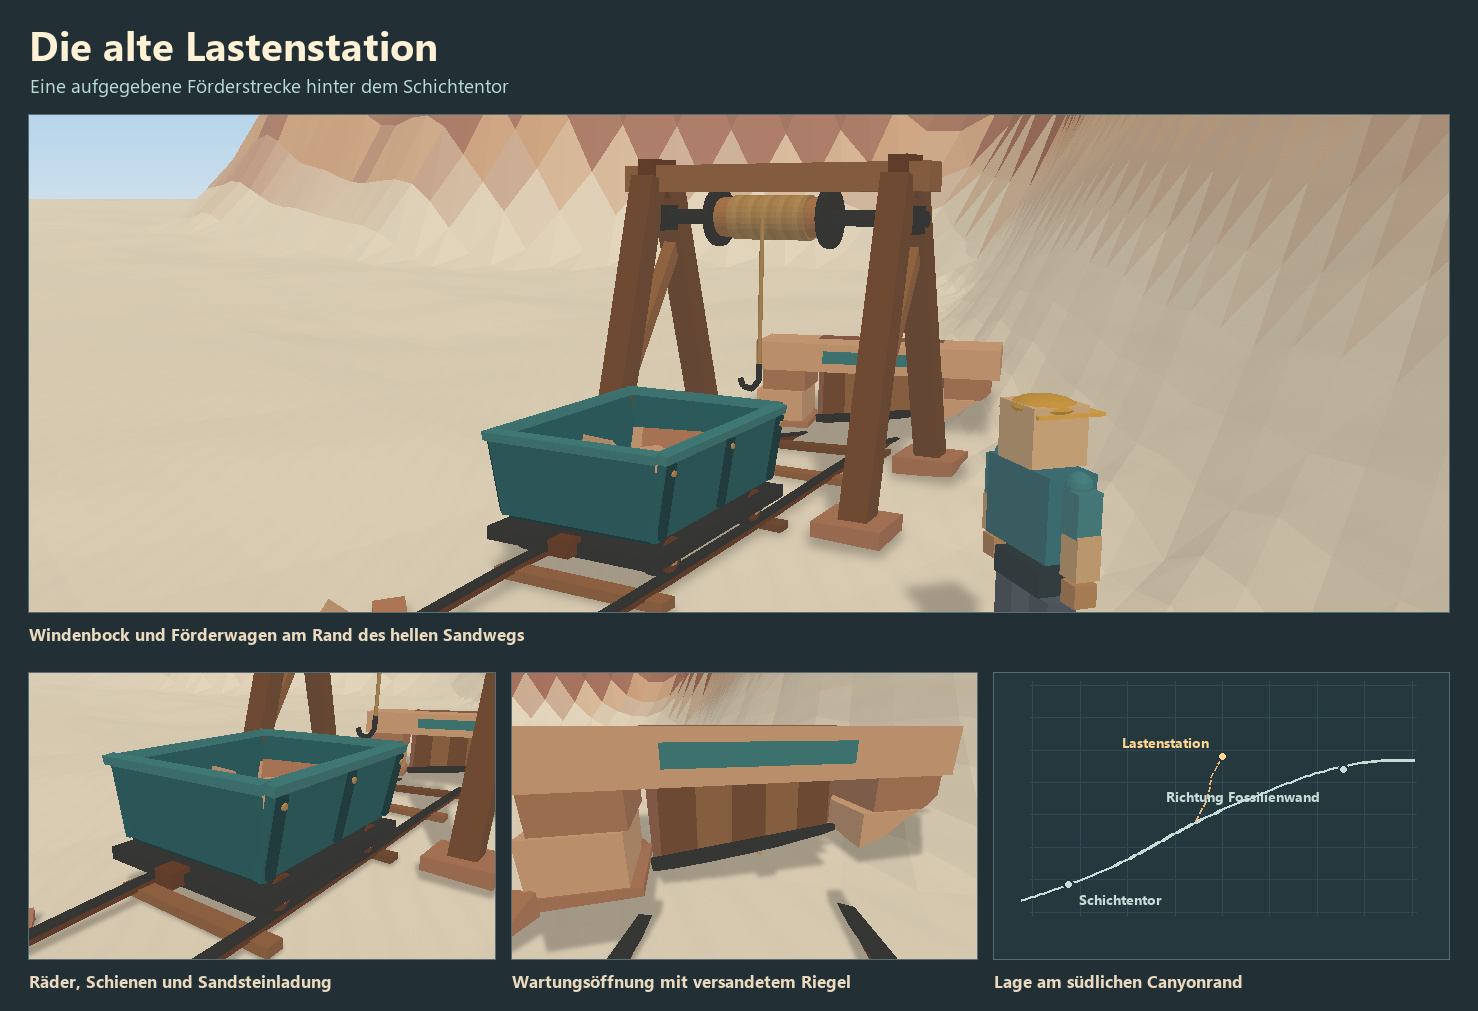 Die alte Lastenstation
Eine aufgegebene Förderstrecke hinter dem Schichtentor
Windenbock und Förderwagen am Rand des hellen Sandwegs
Lastenstation
Richtung Fossilienwand
Schichtentor
Räder, Schienen und Sandsteinladung
Wartungsöffnung mit versandetem Riegel
Lage am südlichen Canyonrand